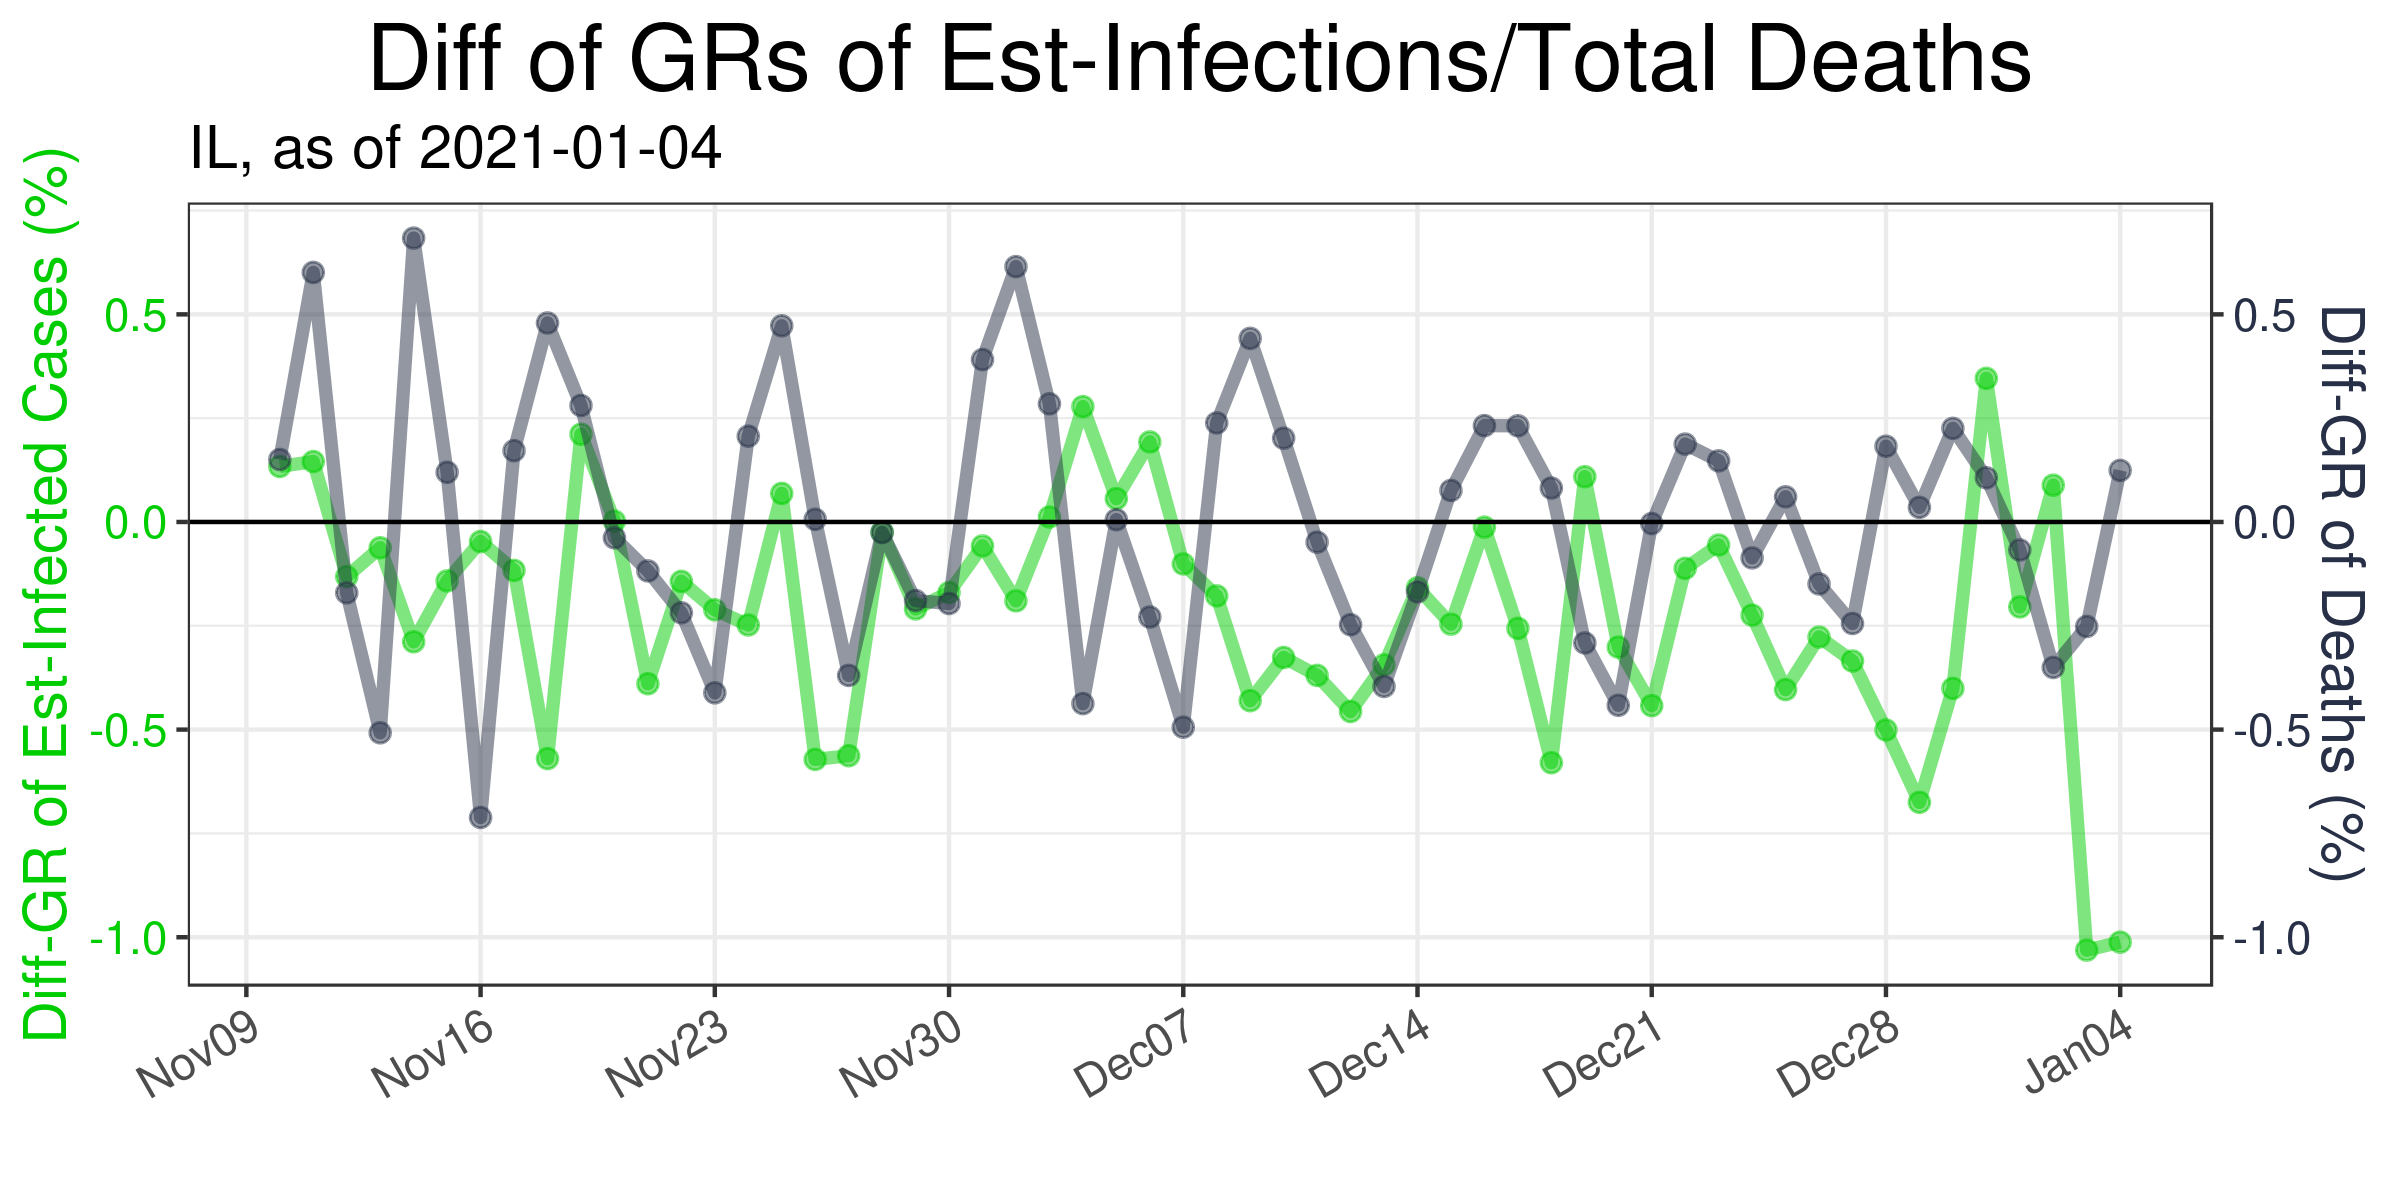 Diff of GRs of Est-Infections/Total Deaths
IL, as of 2021-01-04
Diff-GR of Est-Infected Cases (%)
0.5
0.0
-0.5
-1.0
0.5
0.0
-0.5
-1.0
Diff-GR of Deaths (%)
Nov09
Nov16
Nov23
Nov30
Dec07
Dec14
Dec21
Dec28
Jan04